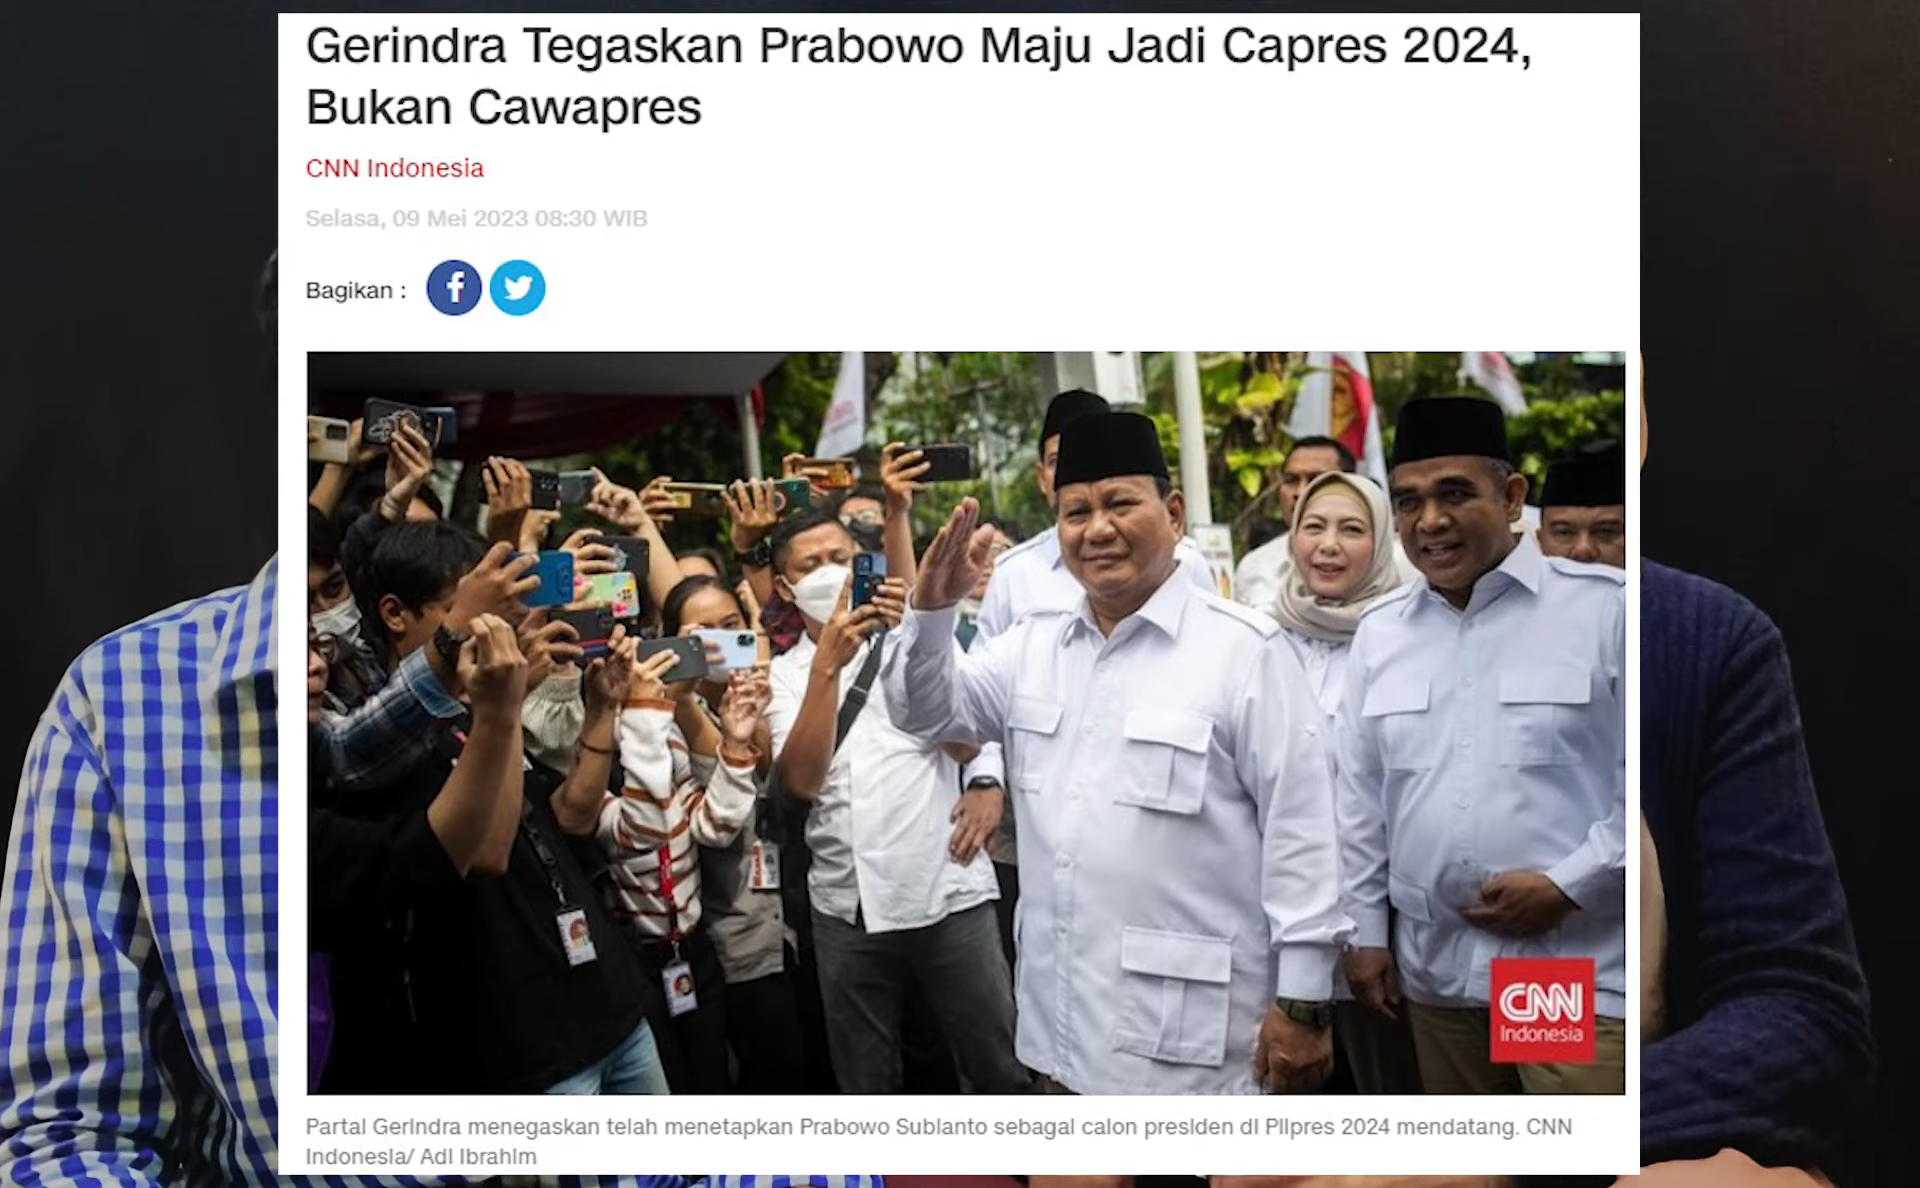 Gerindra Tegaskan Prabowo Maju Jadi Capres 2024,
Bukan Cawapres
CNN Indonesia
Selasa, 09 Mei 2023 08:30 WIB
Bagikan :
CNN
Indonesia
Partai Gerindra menegaskan telah menetapkan Prabowo Subianto sebagai calon presiden di Pilpres 2024 mendatang. CNN
Indonesia/ Adi Ibrahim